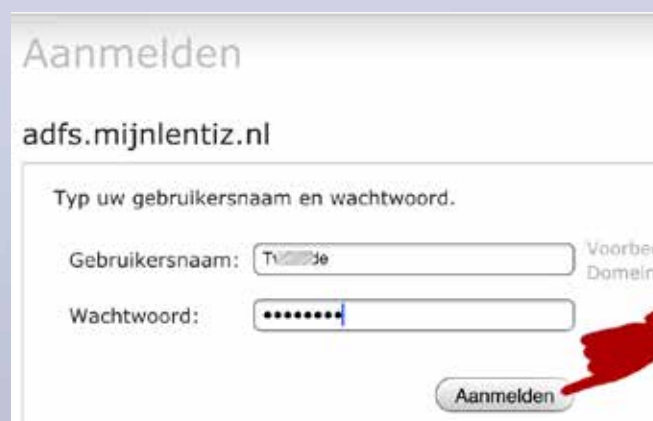 Aanmelden
adfs.mijnlentiz.nl
Typ uw gebruikersnaam en wachtwoord.
Gebruikersnaam:
Wachtwoord: ••••••••
Aanmelden